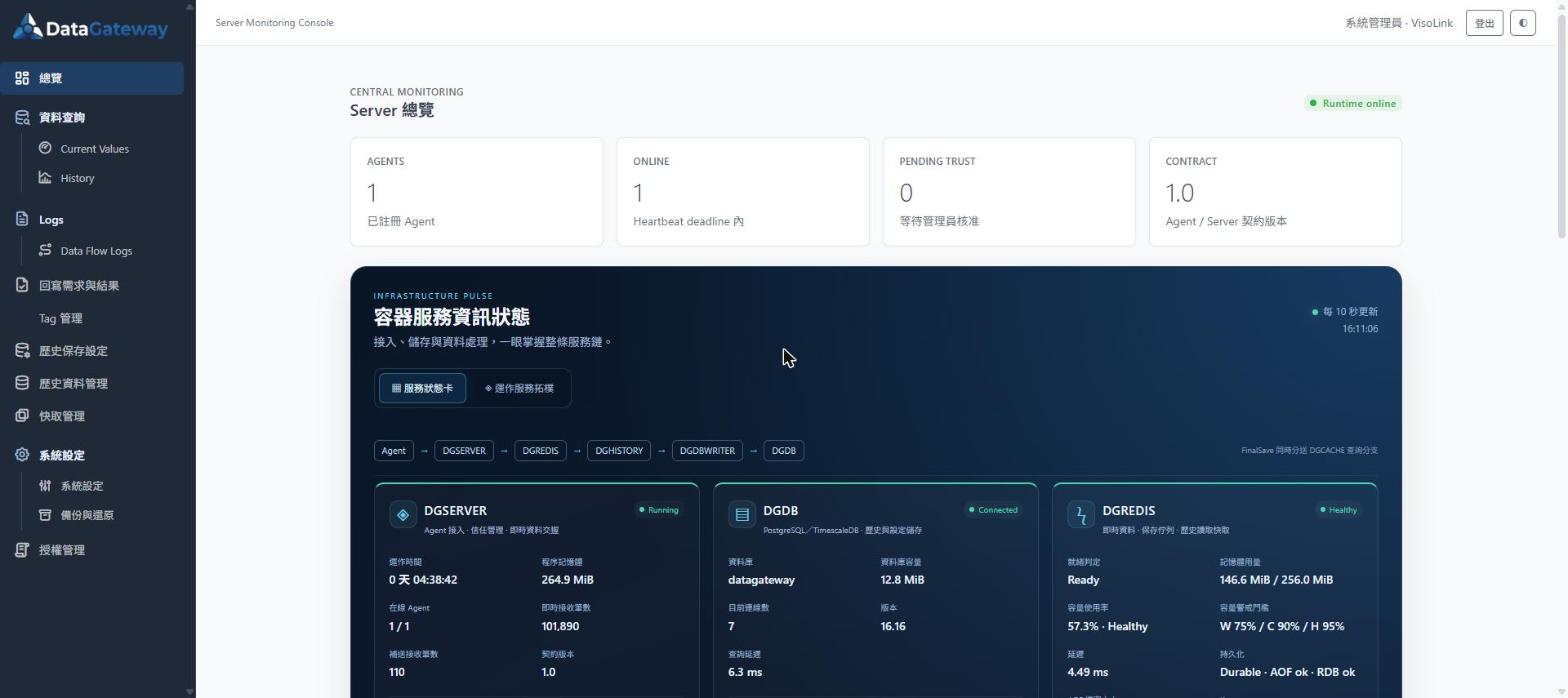 DataGateway
Server Monitoring Console
系統管理員 · VisoLink
登出
總覽
資料查詢
Current Values
History
Logs
Data Flow Logs
回寫需求與結果
Tag 管理
歷史保存設定
歷史資料管理
快取管理
系統設定
系統設定
備份與還原
授權管理
CENTRAL MONITORING
Server 總覽
Runtime online
AGENTS
1
已註冊 Agent
ONLINE
1
Heartbeat deadline 內
PENDING TRUST
0
等待管理員核准
CONTRACT
1.0
Agent / Server 契約版本
INFRASTRUCTURE PULSE
容器服務資訊狀態
接入、儲存與資料處理，一眼掌握整條服務鏈。
每 10 秒更新
16:11:06
服務狀態卡
運作服務拓樸
Agent → DGSERVER → DGREDIS → DGHISTORY → DGDBWRITER → DGDB
FinalSave 同時分送 DGCACHE 查詢分支
DGSERVER
Running
Agent 接入 · 信任管理 · 即時資料交握
運作時間
0 天 04:38:42
程序記憶體
264.9 MiB
在線 Agent
1 / 1
即時接收筆數
101,890
補送接收筆數
110
契約版本
1.0
DGDB
Connected
PostgreSQL／TimescaleDB · 歷史與設定儲存
資料庫
datagateway
資料庫容量
12.8 MiB
目前連線數
7
版本
16.16
查詢延遲
6.3 ms
DGREDIS
Healthy
即時資料 · 保存佇列 · 歷史讀取快取
就緒判定
Ready
記憶體用量
146.6 MiB / 256.0 MiB
容量使用率
57.3% · Healthy
容量警戒門檻
W 75% / C 90% / H 95%
延遲
4.49 ms
持久化
Durable · AOF ok · RDB ok